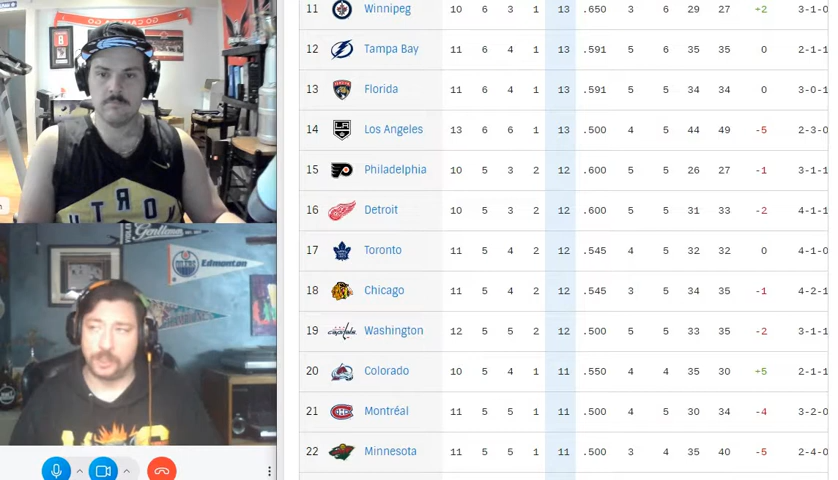 11 Winnipeg 10 6 3 1 13 .650 3 6 29 27 +2 3-1-0
12 Tampa Bay 11 6 4 1 13 .591 5 6 35 35 0 2-1-1
13 Florida 11 6 4 1 13 .591 5 5 34 34 0 3-0-1
14 Los Angeles 13 6 6 1 13 .500 4 5 44 49 -5 2-3-0
15 Philadelphia 10 5 3 2 12 .600 5 5 26 27 -1 3-1-1
16 Detroit 10 5 3 2 12 .600 5 5 31 33 -2 4-1-1
17 Toronto 11 5 4 2 12 .545 4 5 32 32 0 4-1-0
18 Chicago 11 5 4 2 12 .545 3 5 34 35 -1 4-2-1
19 Washington 12 5 5 2 12 .500 5 5 33 35 -2 3-1-1
20 Colorado 10 5 4 1 11 .550 4 4 35 30 +5 2-1-1
21 Montréal 11 5 5 1 11 .500 4 5 30 34 -4 3-2-0
22 Minnesota 11 5 5 1 11 .500 3 4 35 40 -5 2-4-0
Gentlemen
Edmonton